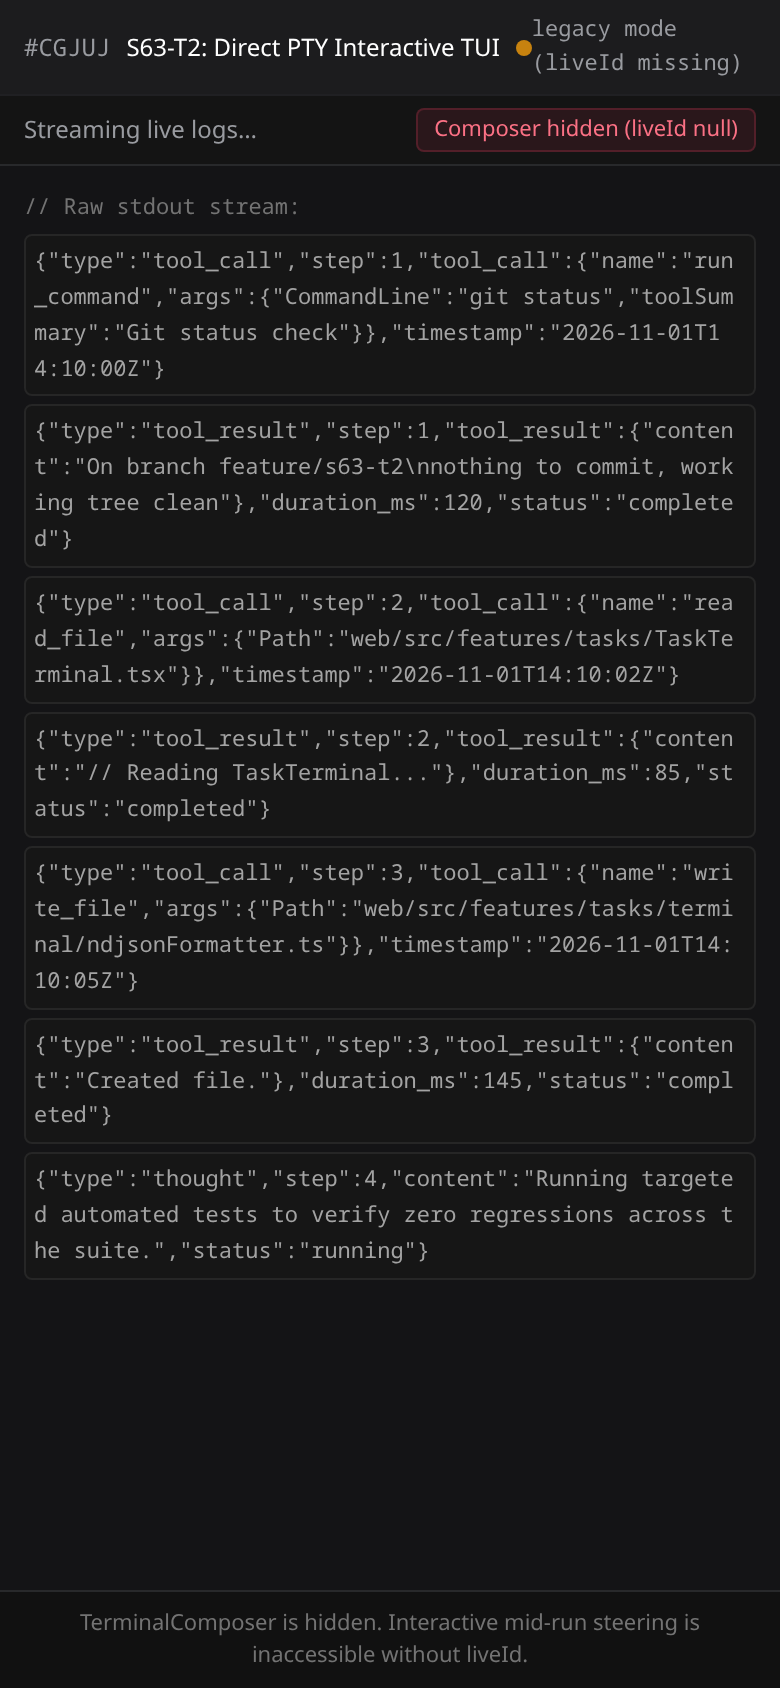 #CGJUJ S63-T2: Direct PTY Interactive TUI legacy mode
(liveId missing)
Streaming live logs... Composer hidden (liveId null)
// Raw stdout stream:
{"type":"tool_call","step":1,"tool_call":{"name":"run
_command","args":{"CommandLine":"git status","toolSum
mary":"Git status check"}},"timestamp":"2026-11-01T1
4:10:00Z"}
{"type":"tool_result","step":1,"tool_result":{"conten
t":"On branch feature/s63-t2\nnothing to commit, work
ing tree clean"},"duration_ms":120,"status":"complete
d"}
{"type":"tool_call","step":2,"tool_call":{"name":"rea
d_file","args":{"Path":"web/src/features/tasks/TaskTe
rminal.tsx"}},"timestamp":"2026-11-01T14:10:02Z"}
{"type":"tool_result","step":2,"tool_result":{"conten
t":"// Reading TaskTerminal..."},"duration_ms":85,"st
atus":"completed"}
{"type":"tool_call","step":3,"tool_call":{"name":"wri
te_file","args":{"Path":"web/src/features/tasks/termi
nal/ndjsonFormatter.ts"}},"timestamp":"2026-11-01T14:
10:05Z"}
{"type":"tool_result","step":3,"tool_result":{"conten
t":"Created file."},"duration_ms":145,"status":"compl
eted"}
{"type":"thought","step":4,"content":"Running targete
d automated tests to verify zero regressions across t
he suite.","status":"running"}
TerminalComposer is hidden. Interactive mid-run steering is
inaccessible without liveId.